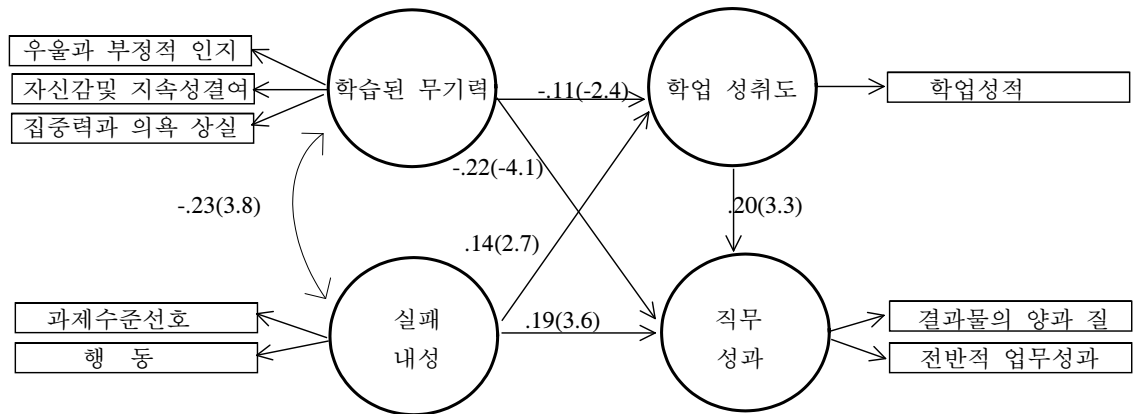 우울과 부정적 인지
자신감및 지속성결여
집중력과 의욕 상실
학습된 무기력
-.11(-2.4)
학업 성취도
학업성적
-.22(-4.1)
-.23(3.8)
.20(3.3)
.14(2.7)
과제수준선호
행 동
실패
내성
.19(3.6)
직무
성과
결과물의 양과 질
전반적 업무성과